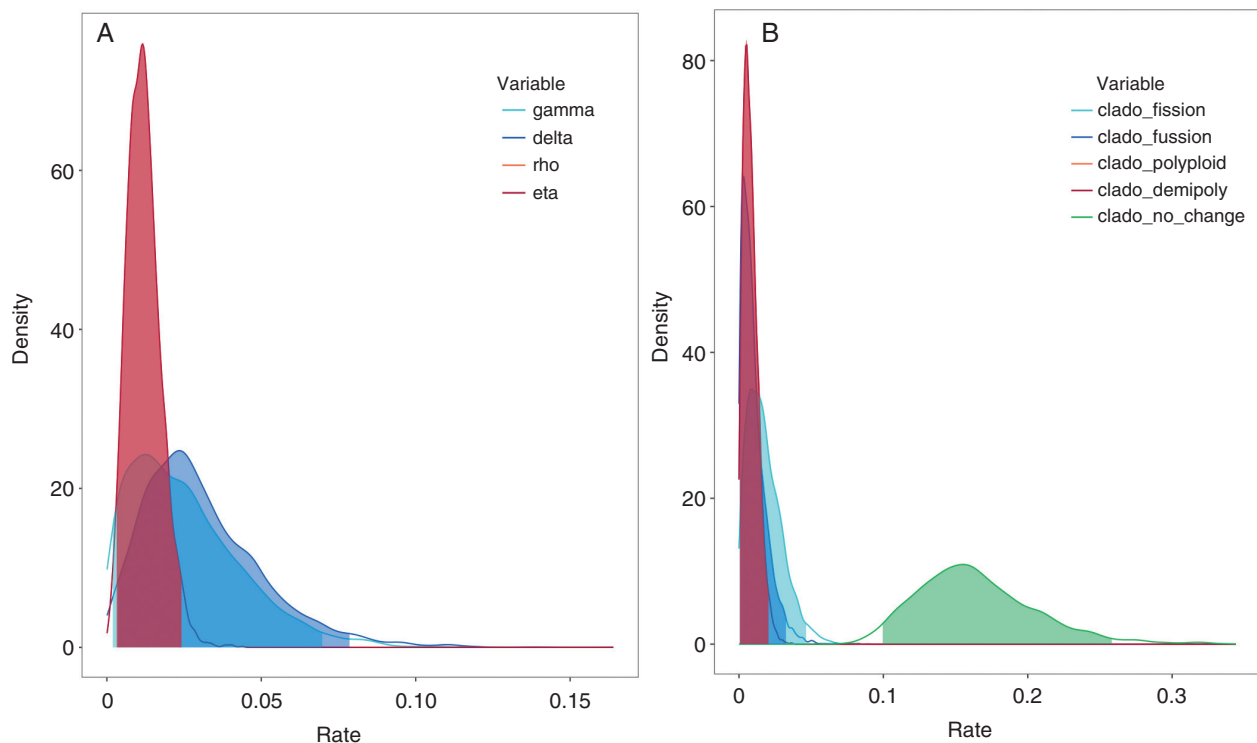 A
Variable
gamma
delta
rho
eta
60
40
20
0
Density
0
0.05
0.10
0.15
Rate
B
Variable
clado_fission
clado_fussion
clado_polyploid
clado_demipoly
clado_no_change
80
60
40
20
0
Density
0
0.1
0.2
0.3
Rate